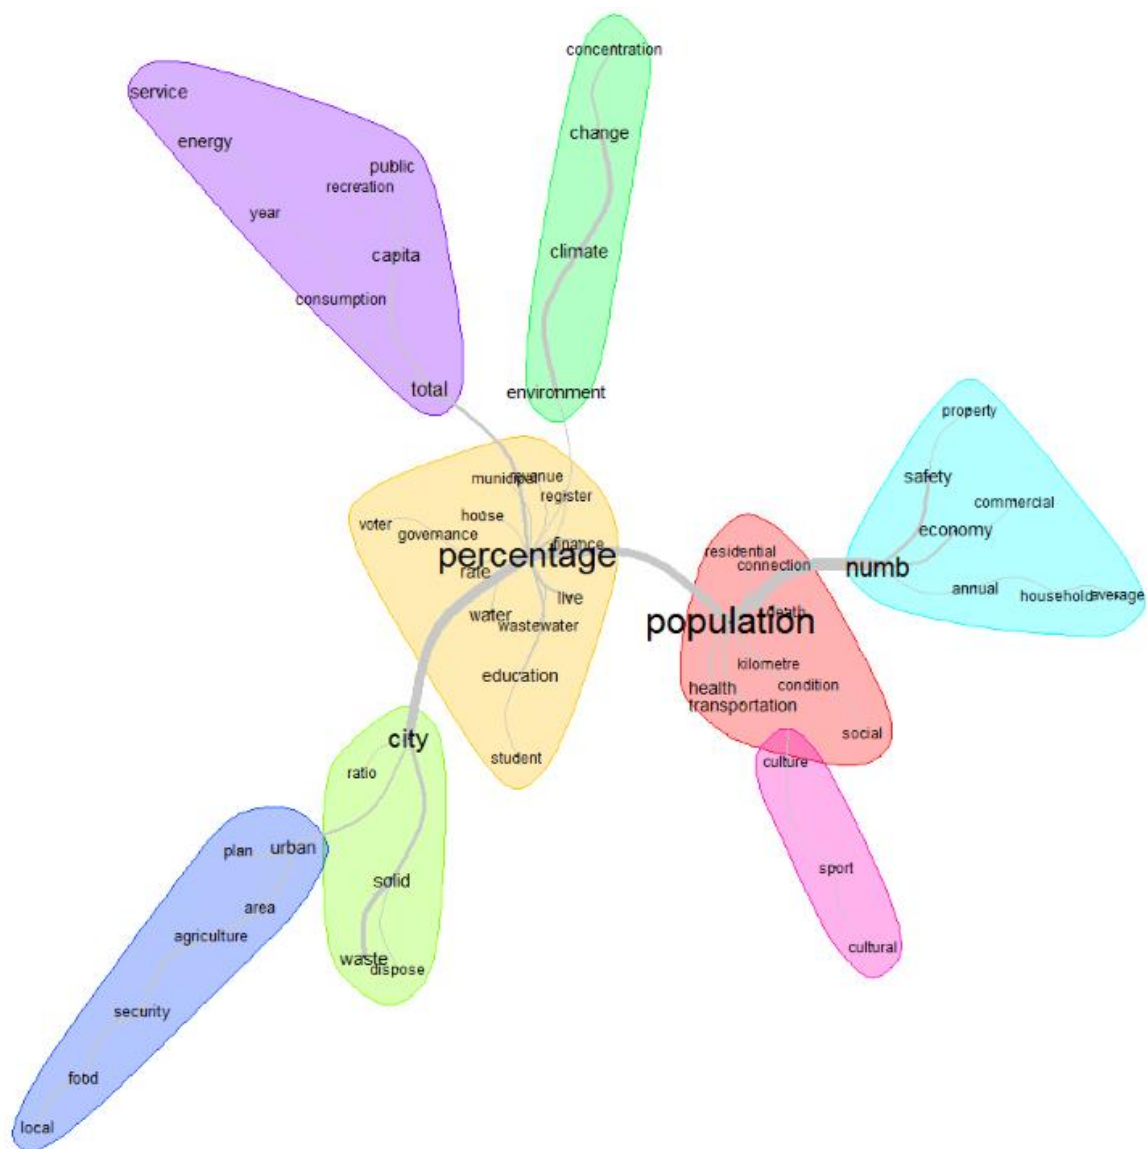 concentration
change
climate
environment
service
energy
public
recreation
year
capita
consumption
total
municipal
revenue
register
house
voter
governance
finance
percentage
rate
live
water
wastewater
education
student
property
safety
commercial
economy
numb
annual
household
average
residential
connection
death
population
kilometre
health
condition
transportation
social
culture
sport
cultural
city
ratio
solid
waste
dispose
plan
urban
area
agriculture
security
food
local